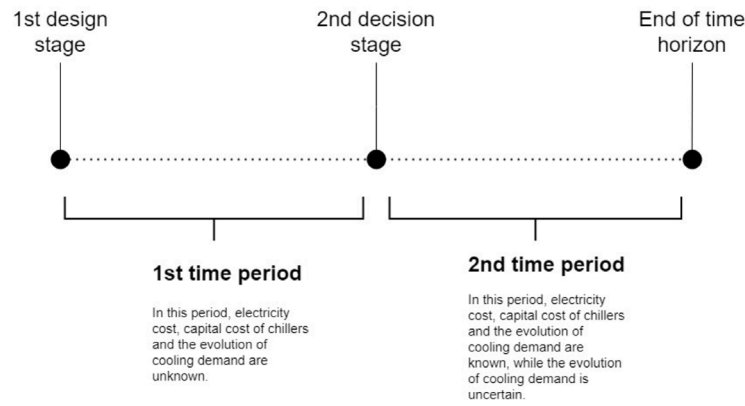 1st design
stage
2nd decision
stage
End of time
horizon
1st time period
In this period, electricity
cost, capital cost of chillers
and the evolution of
cooling demand are
unknown.
2nd time period
In this period, electricity
cost, capital cost of chillers
and the evolution of
cooling demand are
known, while the evolution
of cooling demand is
uncertain.